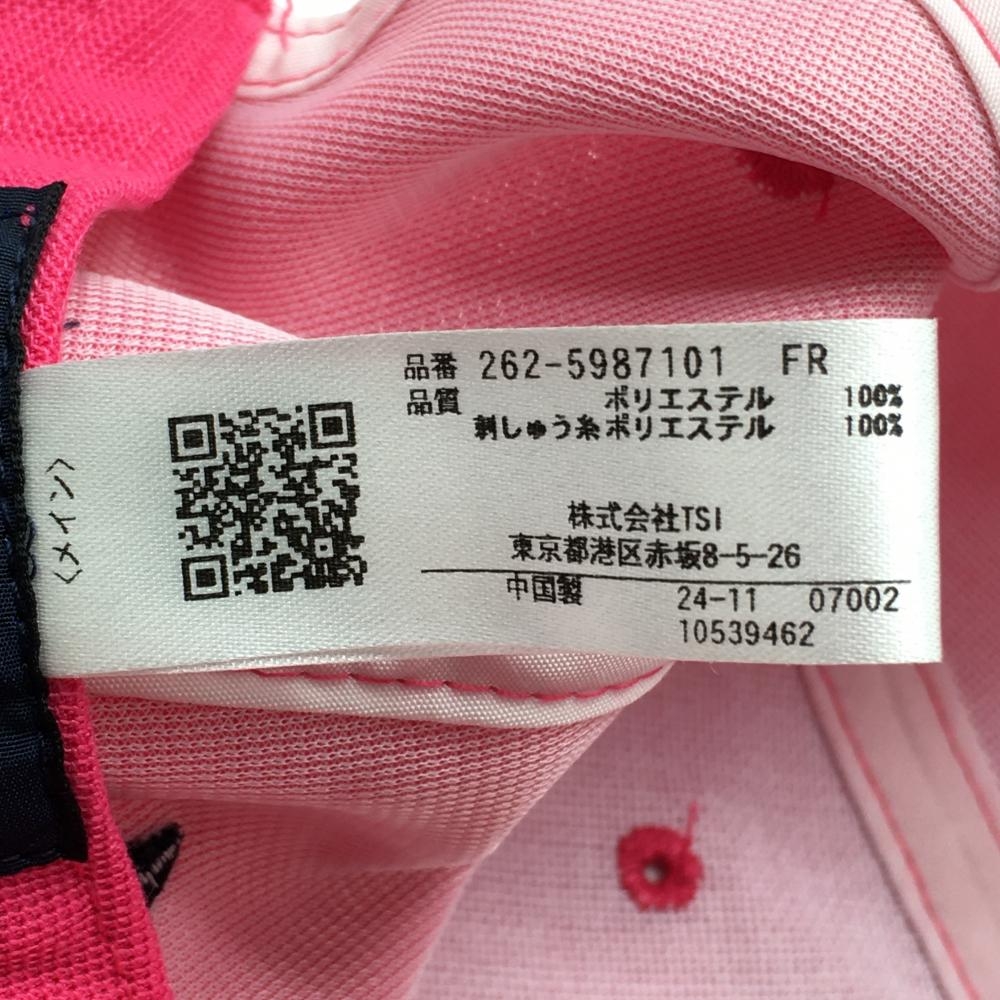 〈メイン〉
品番 262-5987101 FR
品質 ポリエステル 100%
刺しゅう糸ポリエステル 100%
株式会社TSI
東京都港区赤坂8-5-26
中国製 24-11 07002
10539462